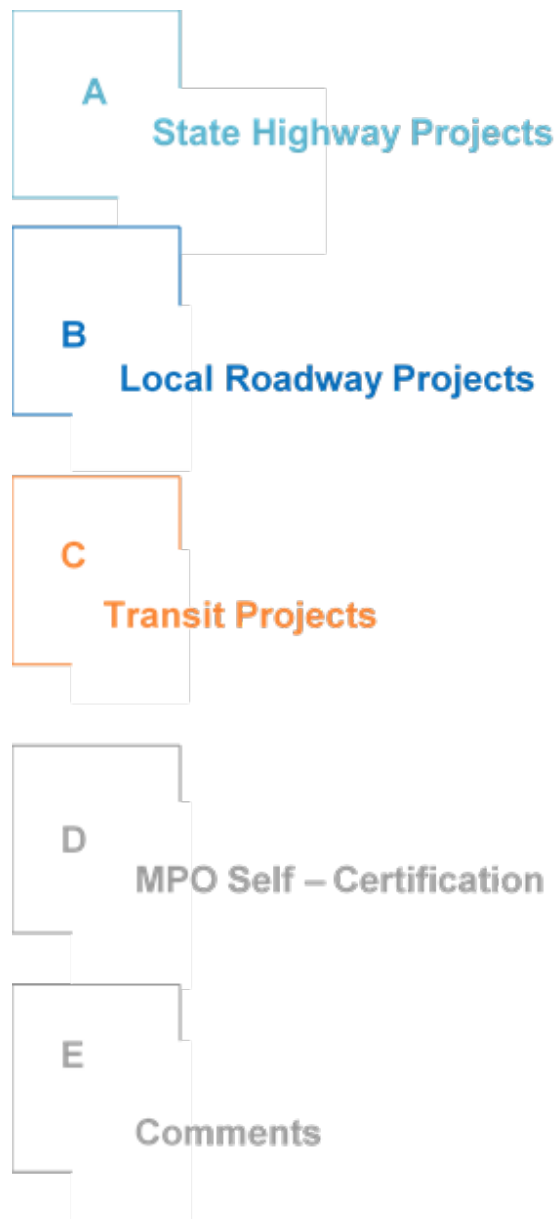 A
State Highway Projects
B
Local Roadway Projects
C
Transit Projects
D
MPO Self – Certification
E
Comments